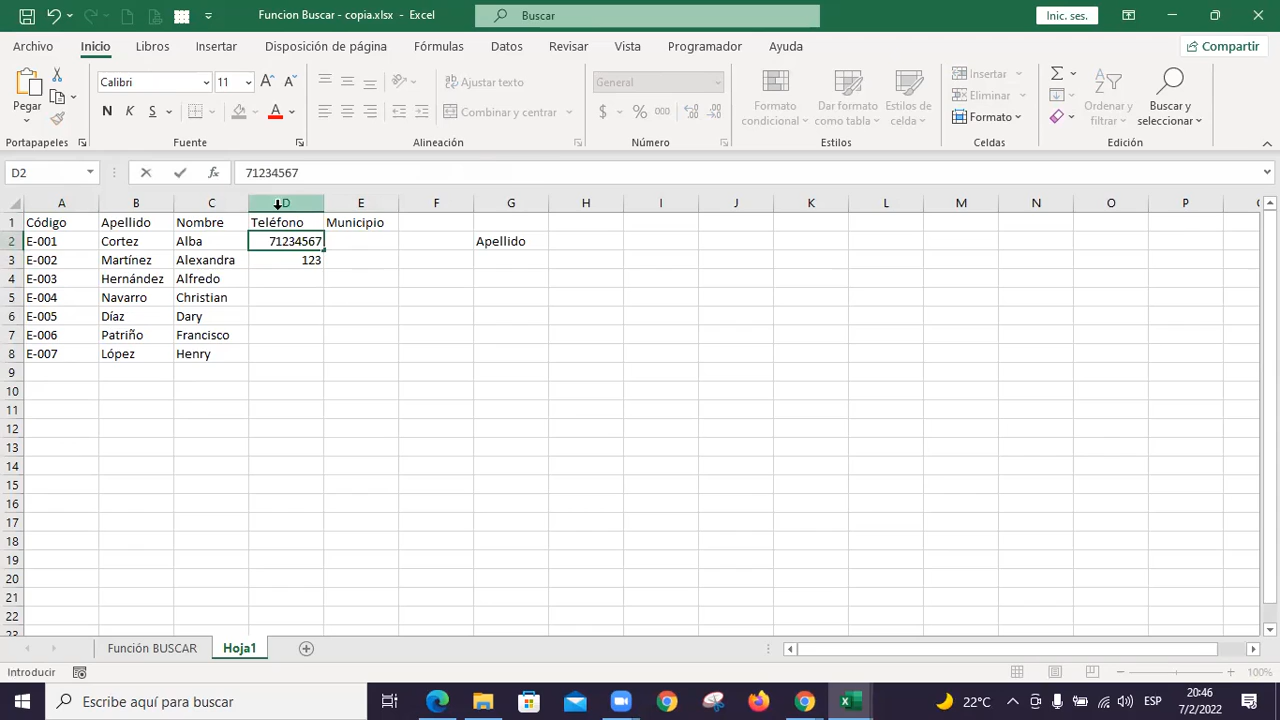 Funcion Buscar - copia.xlsx - Excel
Buscar
Inic. ses.
Archivo Inicio Libros Insertar Disposición de página Fórmulas Datos Revisar Vista Programador Ayuda
Compartir
Pegar
Calibri 11
N K S
Ajustar texto
Combinar y centrar
General
$ % 000
Formato condicional
Dar formato como tabla
Estilos de celda
Insertar
Eliminar
Formato
Ordenar y filtrar
Buscar y seleccionar
Portapapeles Fuente Alineación Número Estilos Celdas Edición
D2 fx 71234567
A B C D E F G H I J K L M N O P
1 Código Apellido Nombre Teléfono Municipio
2 E-001 Cortez Alba 71234567 Apellido
3 E-002 Martínez Alexandra 123
4 E-003 Hernández Alfredo
5 E-004 Navarro Christian
6 E-005 Díaz Dary
7 E-006 Patriño Francisco
8 E-007 López Henry
9
10
11
12
13
14
15
16
17
18
19
20
21
22
23
Función BUSCAR Hoja1
Introducir
100%
Escribe aquí para buscar
22°C
ESP
20:46
7/2/2022